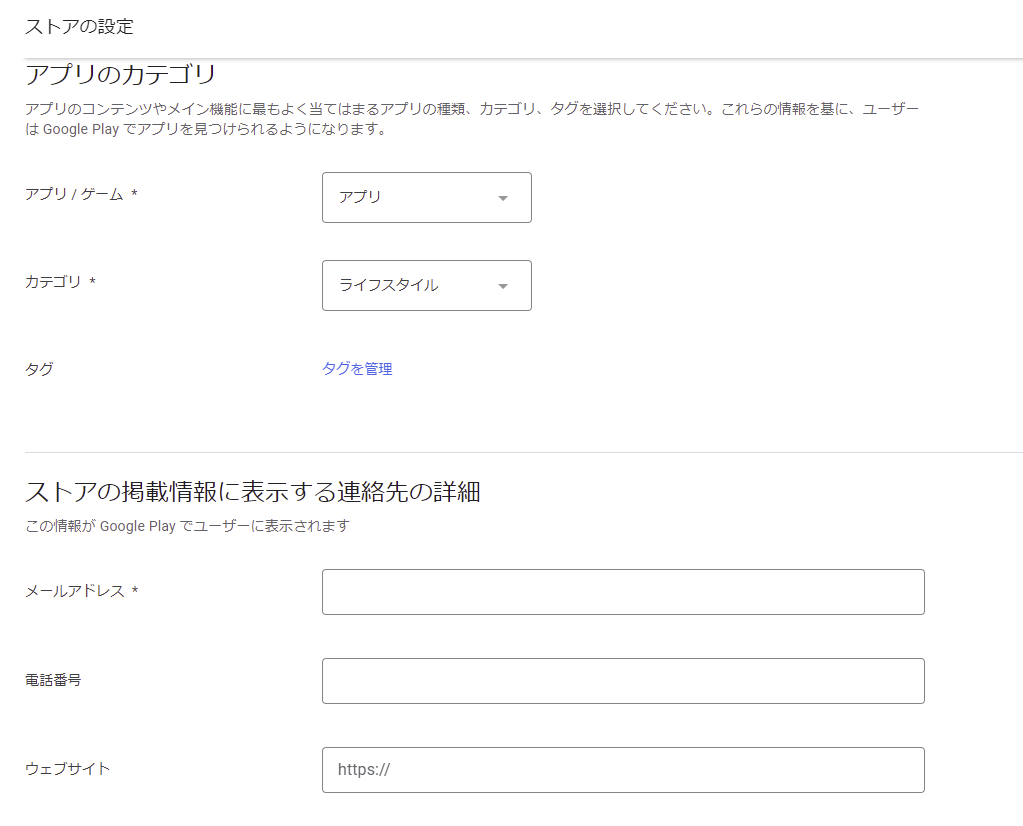 ストアの設定
アプリのカテゴリ
アプリのコンテンツやメイン機能に最もよく当てはまるアプリの種類、カテゴリ、タグを選択してください。これらの情報を基に、ユーザー
は Google Play でアプリを見つけられるようになります。
アプリ / ゲーム *
アプリ
カテゴリ *
ライフスタイル
タグ
タグを管理
ストアの掲載情報に表示する連絡先の詳細
この情報が Google Play でユーザーに表示されます
メールアドレス *
電話番号
ウェブサイト
https://